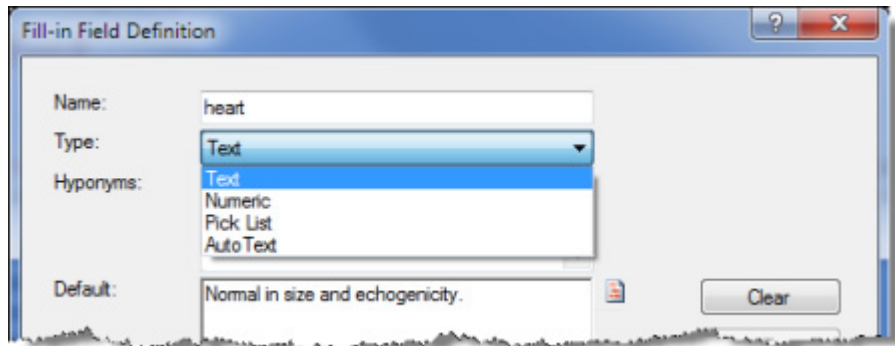 Fill-in Field Definition
?
X
Name: heart
Type: Text
Hyponyms: Text
Numeric
Pick List
AutoText
Default: Normal in size and echogenicity.
Clear